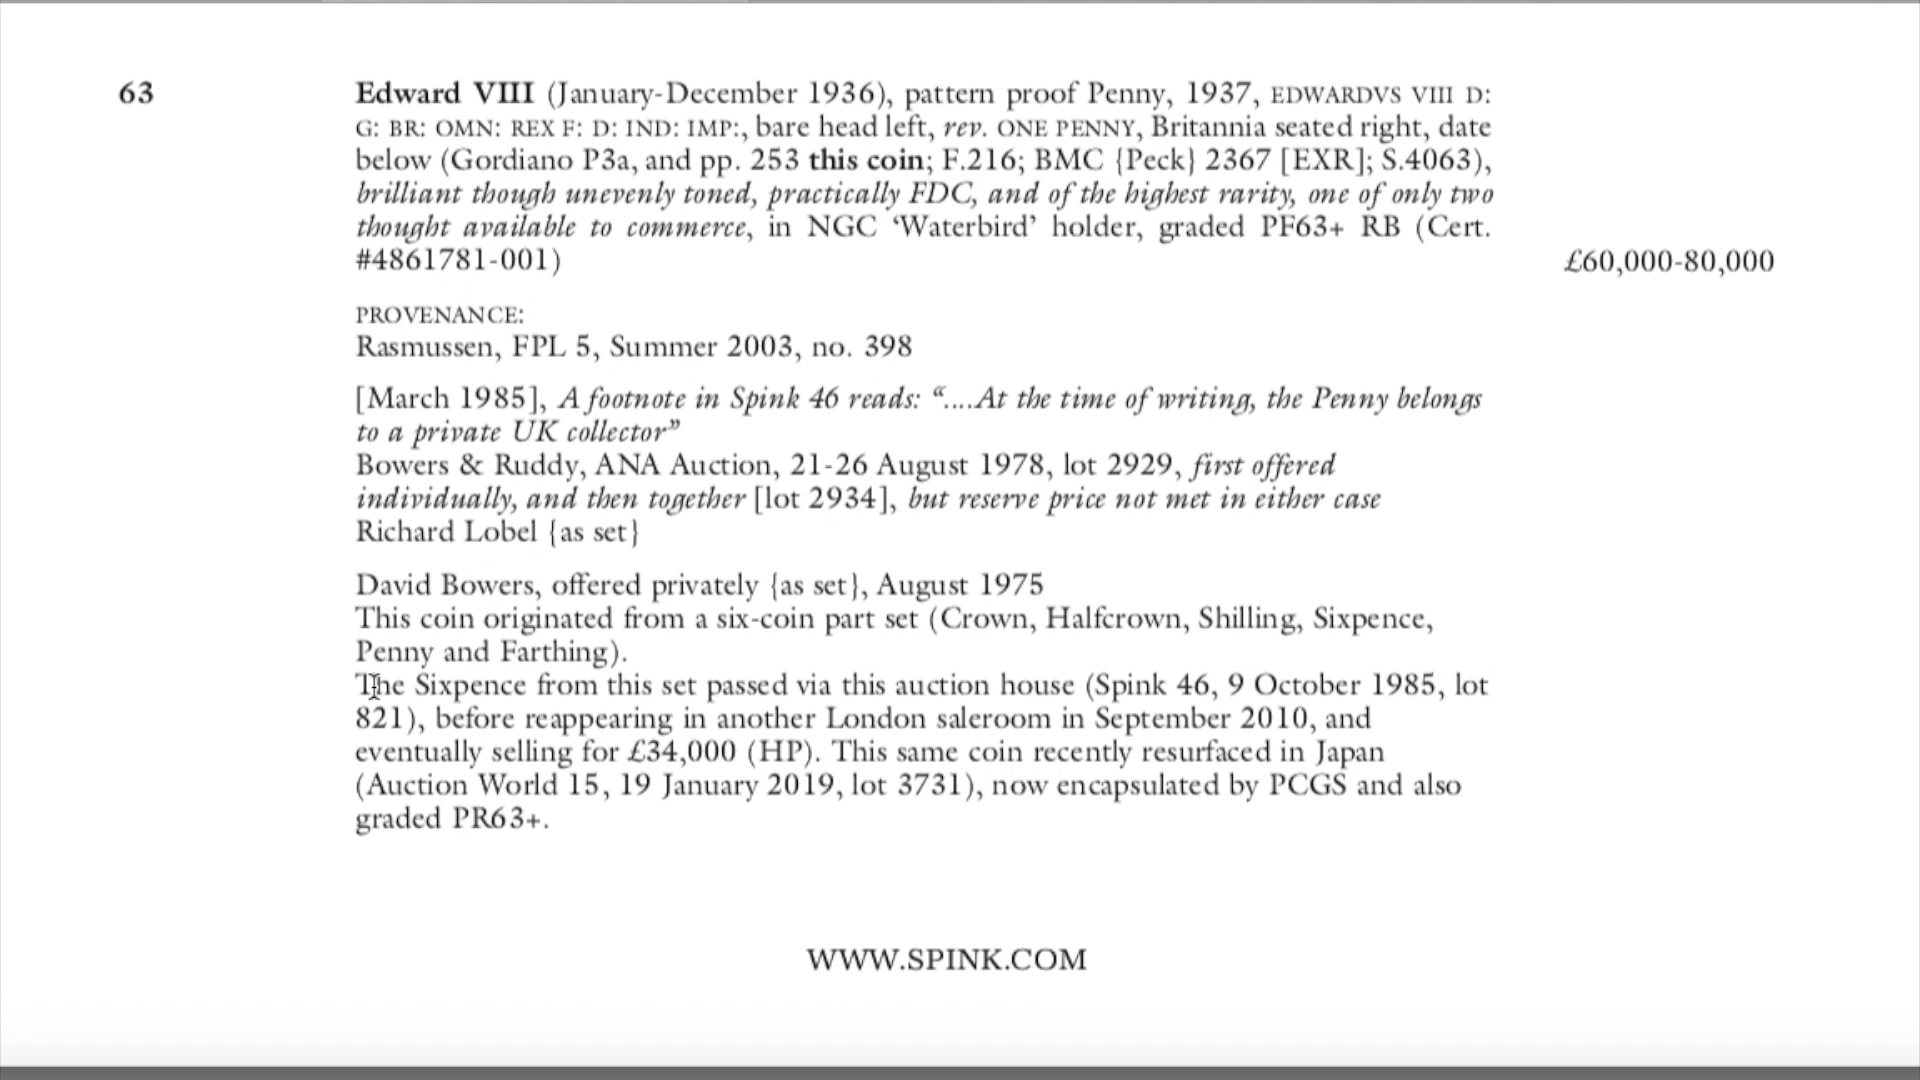 63
Edward VIII (January-December 1936), pattern proof Penny, 1937, EDWARDVS VIII D:
G: BR: OMN: REX F: D: IND: IMP:, bare head left, rev. ONE PENNY, Britannia seated right, date
below (Gordiano P3a, and pp. 253 this coin; F.216; BMC {Peck} 2367 [EXR]; S.4063),
brilliant though unevenly toned, practically FDC, and of the highest rarity, one of only two
thought available to commerce, in NGC ‘Waterbird’ holder, graded PF63+ RB (Cert.
#4861781-001) £60,000-80,000
PROVENANCE:
Rasmussen, FPL 5, Summer 2003, no. 398
[March 1985], A footnote in Spink 46 reads: “....At the time of writing, the Penny belongs
to a private UK collector”
Bowers & Ruddy, ANA Auction, 21-26 August 1978, lot 2929, first offered
individually, and then together [lot 2934], but reserve price not met in either case
Richard Lobel {as set}
David Bowers, offered privately {as set}, August 1975
This coin originated from a six-coin part set (Crown, Halfcrown, Shilling, Sixpence,
Penny and Farthing).
The Sixpence from this set passed via this auction house (Spink 46, 9 October 1985, lot
821), before reappearing in another London saleroom in September 2010, and
eventually selling for £34,000 (HP). This same coin recently resurfaced in Japan
(Auction World 15, 19 January 2019, lot 3731), now encapsulated by PCGS and also
graded PR63+.
WWW.SPINK.COM